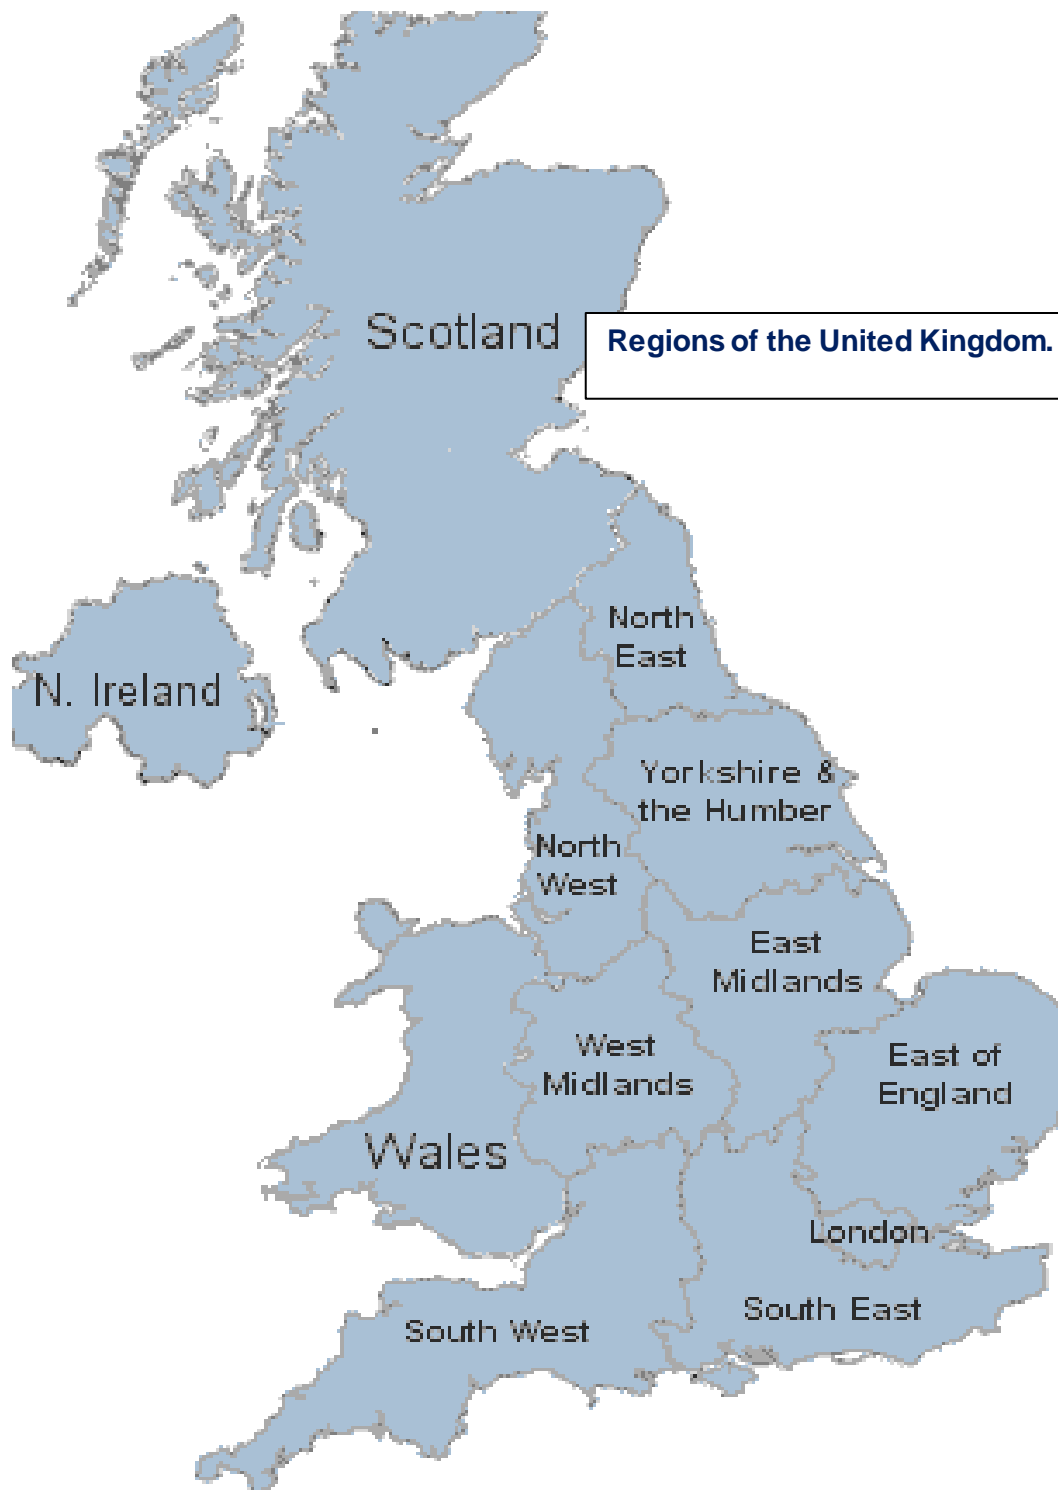 Scotland
Regions of the United Kingdom.
North
East
N. Ireland
Yorkshire &
the Humber
North
West
East
Midlands
West
Midlands
East of
England
Wales
London
South East
South West